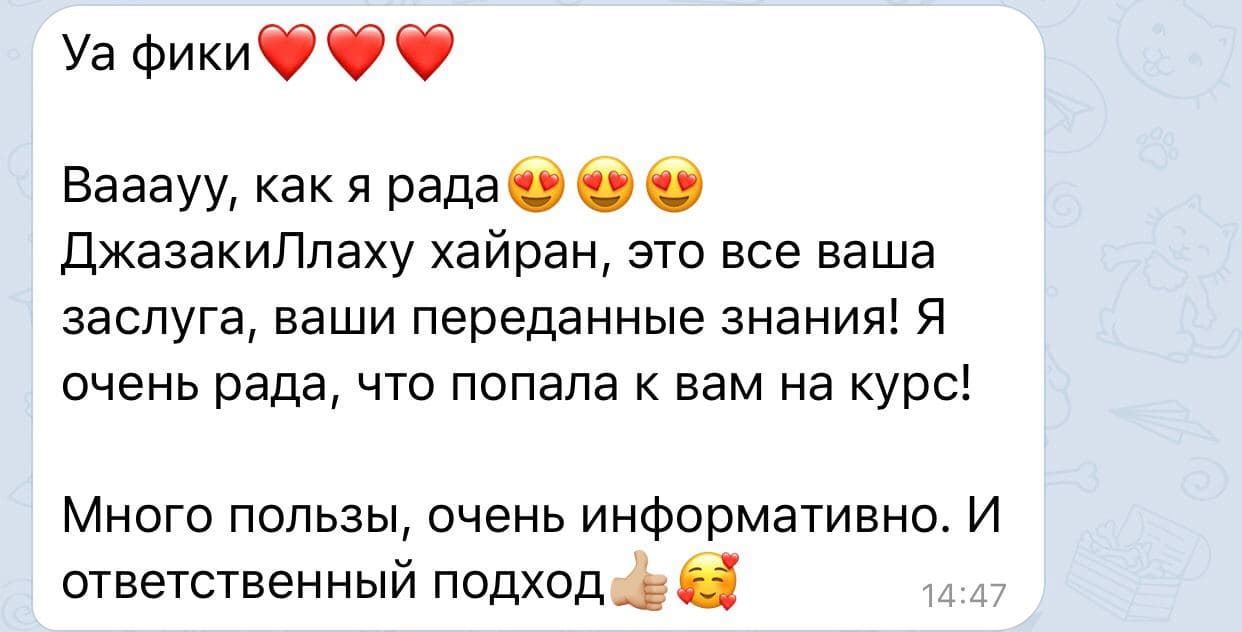 Уа фики❤️❤️❤️
Ваааууу, как я рада😍😍😍
ДжазакиЛлаху хайран, это все ваша
заслуга, ваши переданные знания! Я
очень рада, что попала к вам на курс!
Много пользы, очень информативно. И
ответственный подход👍🏼🥰
14:47